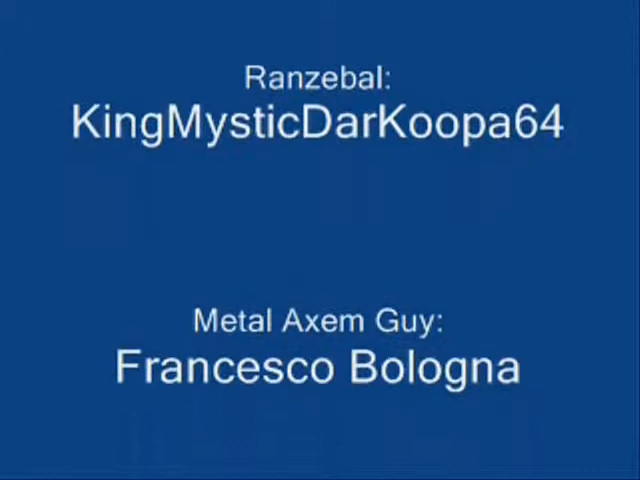 Ranzebal:
KingMysticDarKoopa64
Metal Axem Guy:
Francesco Bologna